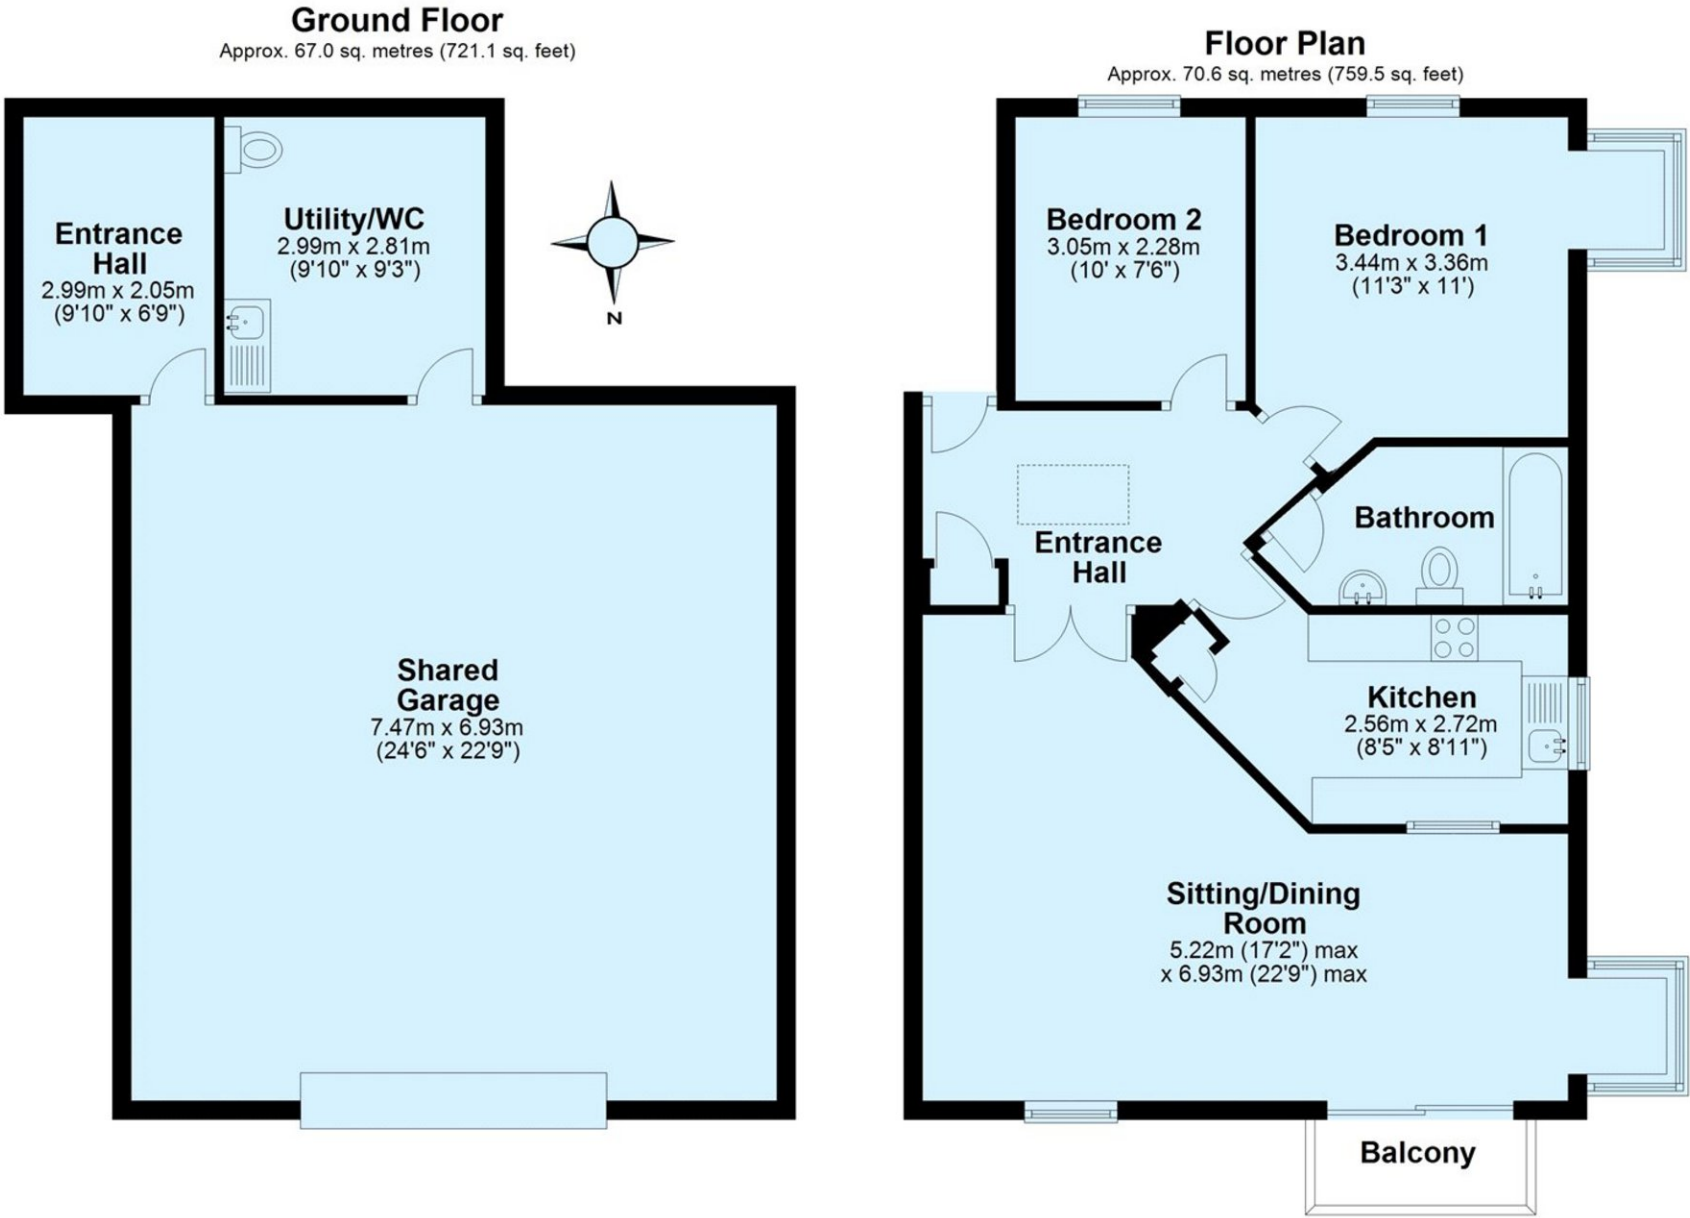 Ground Floor
Approx. 67.0 sq. metres (721.1 sq. feet)
Entrance
Hall
2.99m x 2.05m
(9'10" x 6'9")
Utility/WC
2.99m x 2.81m
(9'10" x 9'3")
N
Shared
Garage
7.47m x 6.93m
(24'6" x 22'9")
Floor Plan
Approx. 70.6 sq. metres (759.5 sq. feet)
Bedroom 2
3.05m x 2.28m
(10' x 7'6")
Bedroom 1
3.44m x 3.36m
(11'3" x 11')
Bathroom
Entrance
Hall
Kitchen
2.56m x 2.72m
(8'5" x 8'11")
Sitting/Dining
Room
5.22m (17'2") max
x 6.93m (22'9") max
Balcony